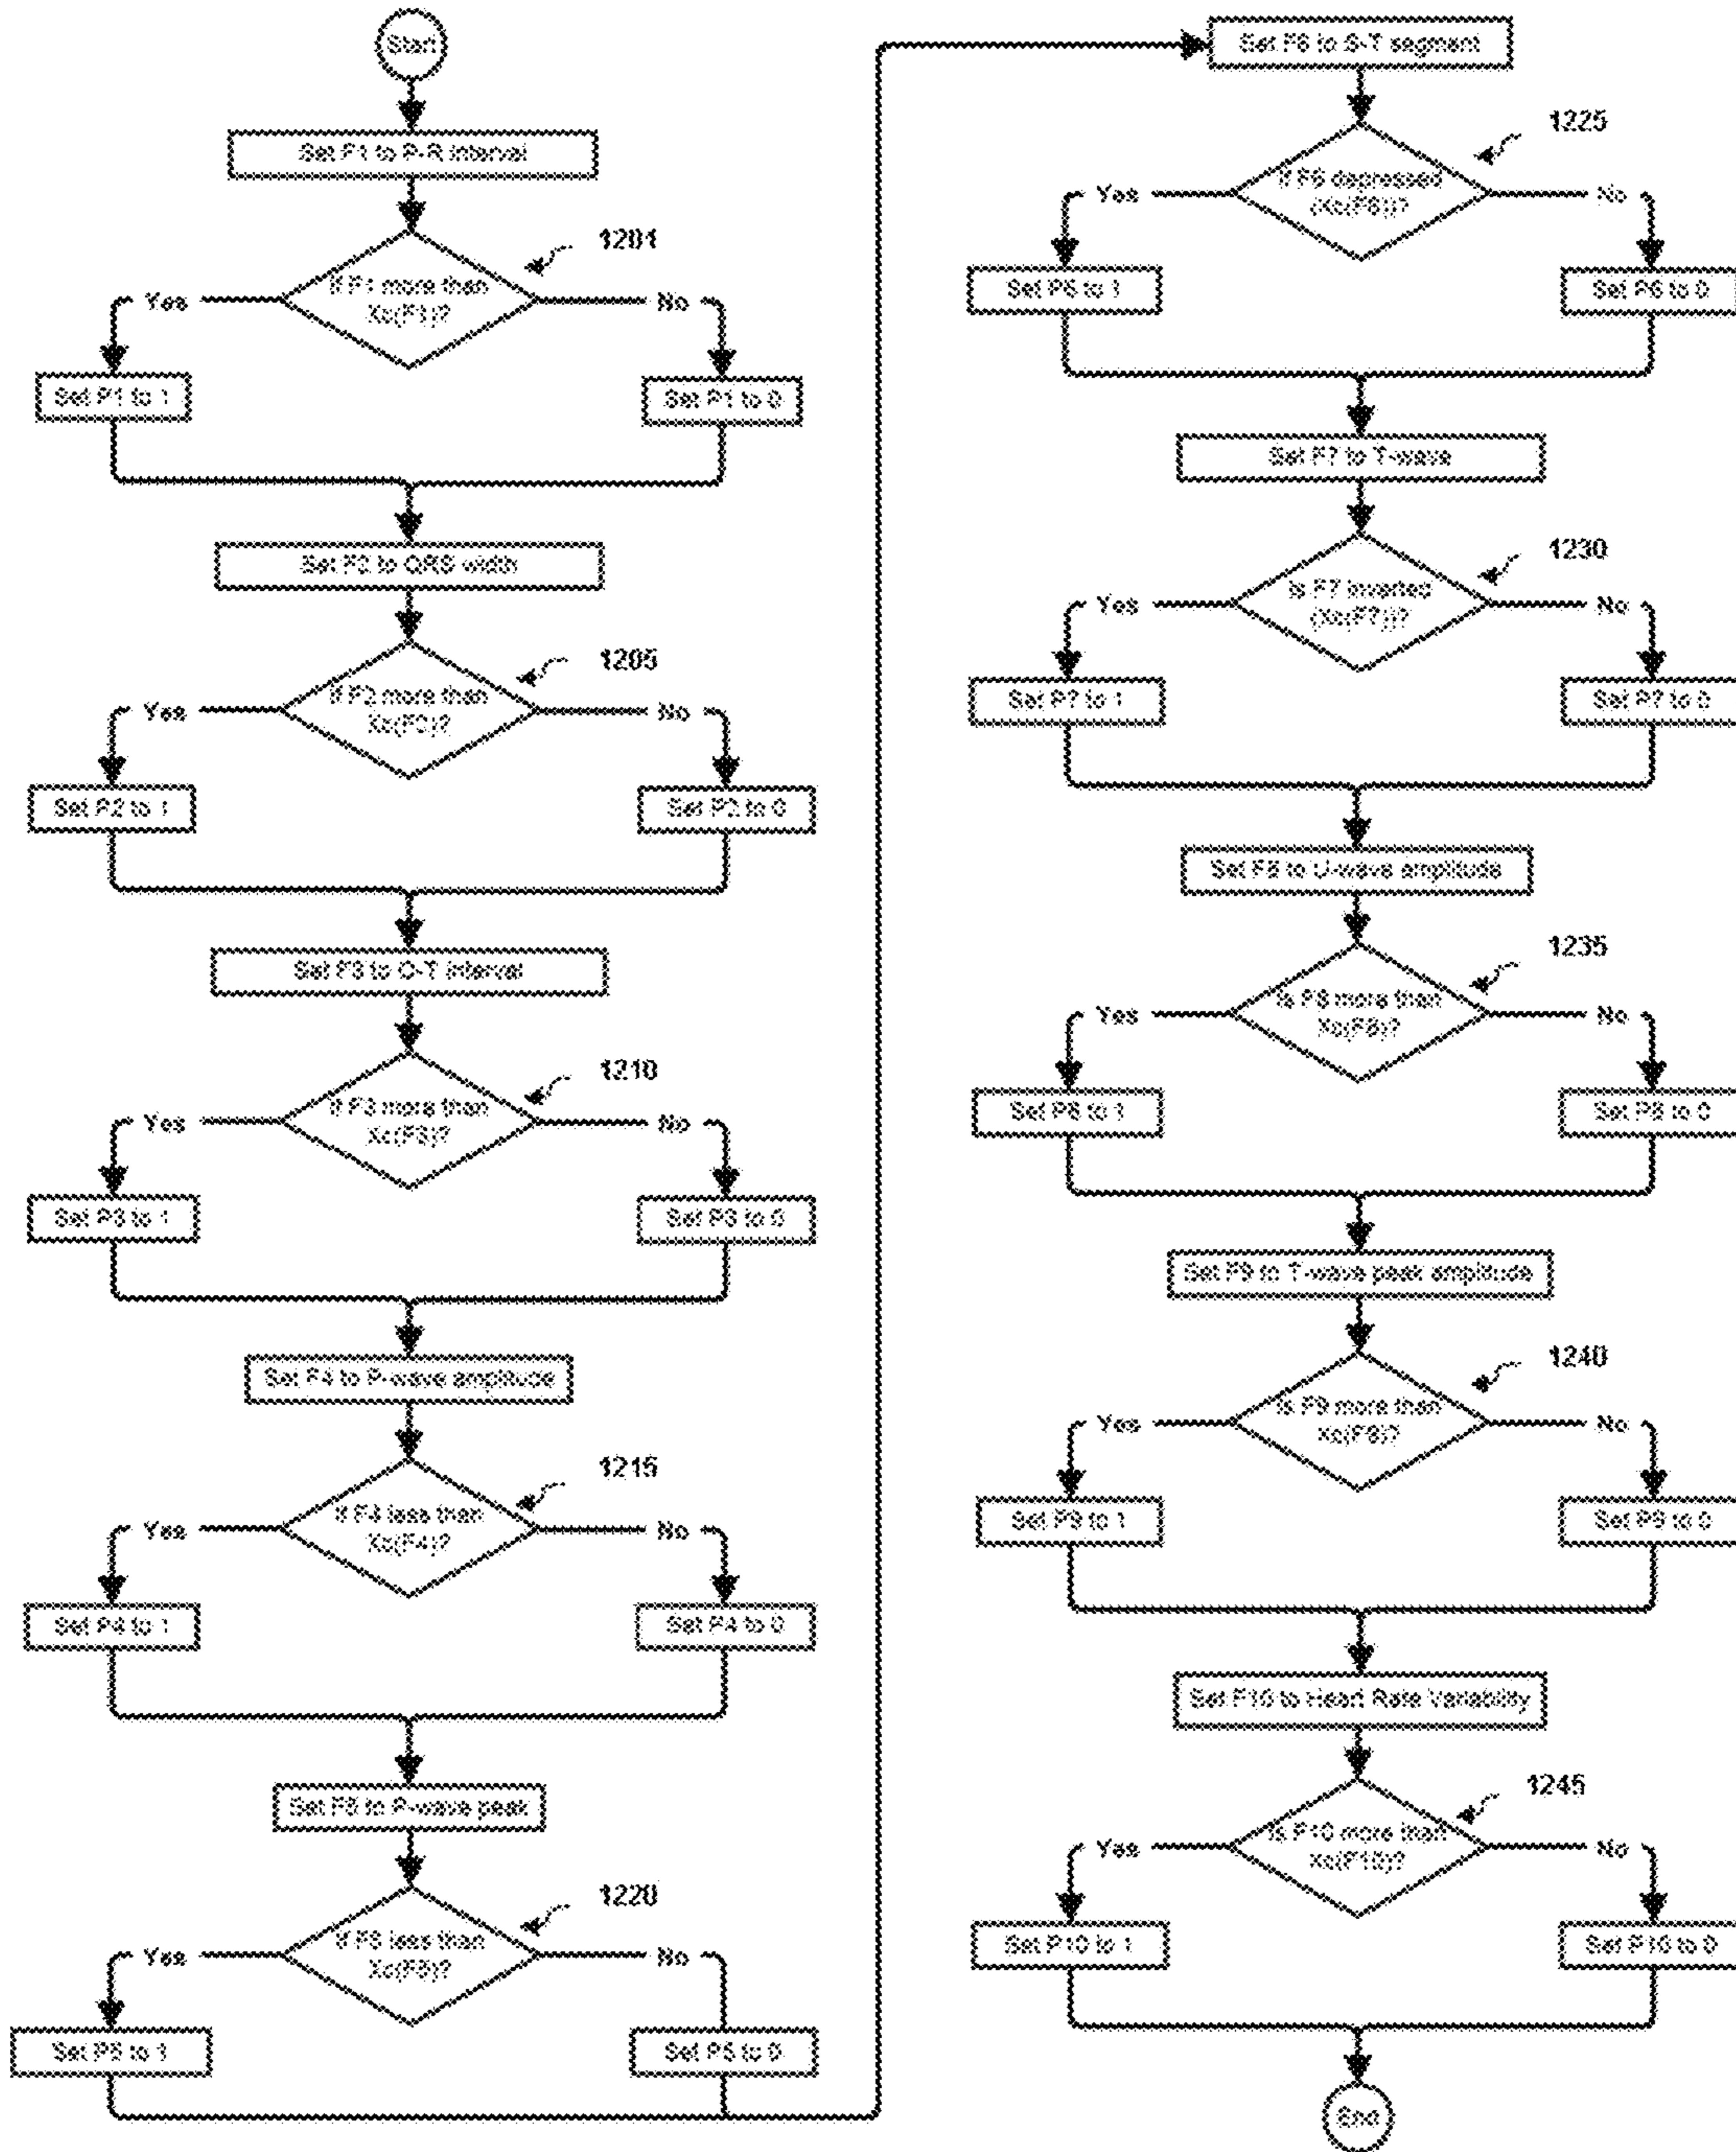 Start
Set F1 to P-R interval
1201
If F1 more than
Xc(F1)?
Yes
No
Set P1 to 1
Set P1 to 0
Set F2 to QRS width
1205
If F2 more than
Xc(F2)?
Yes
No
Set P2 to 1
Set P2 to 0
Set F3 to Q-T interval
1210
If F3 more than
Xc(F3)?
Yes
No
Set P3 to 1
Set P3 to 0
Set F4 to P-wave amplitude
1215
If F4 less than
Xc(F4)?
Yes
No
Set P4 to 1
Set P4 to 0
Set F5 to P-wave peak
1220
If F5 less than
Xc(F5)?
Yes
No
Set P5 to 1
Set P5 to 0
Set F6 to S-T segment
1225
If F6 depressed
(Xc(F6))?
Yes
No
Set P6 to 1
Set P6 to 0
Set F7 to T-wave
1230
Is F7 inverted
(Xc(F7))?
Yes
No
Set P7 to 1
Set P7 to 0
Set F8 to U-wave amplitude
1235
Is F8 more than
Xc(F8)?
Yes
No
Set P8 to 1
Set P8 to 0
Set F9 to T-wave peak amplitude
1240
Is F9 more than
Yes
No
Set P9 to 1
Set P9 to 0
Set F10 to Heart Rate Variability
1245
Is F10 more than
Xc(F10)?
Yes
No
Set P10 to 1
Set P10 to 0
End